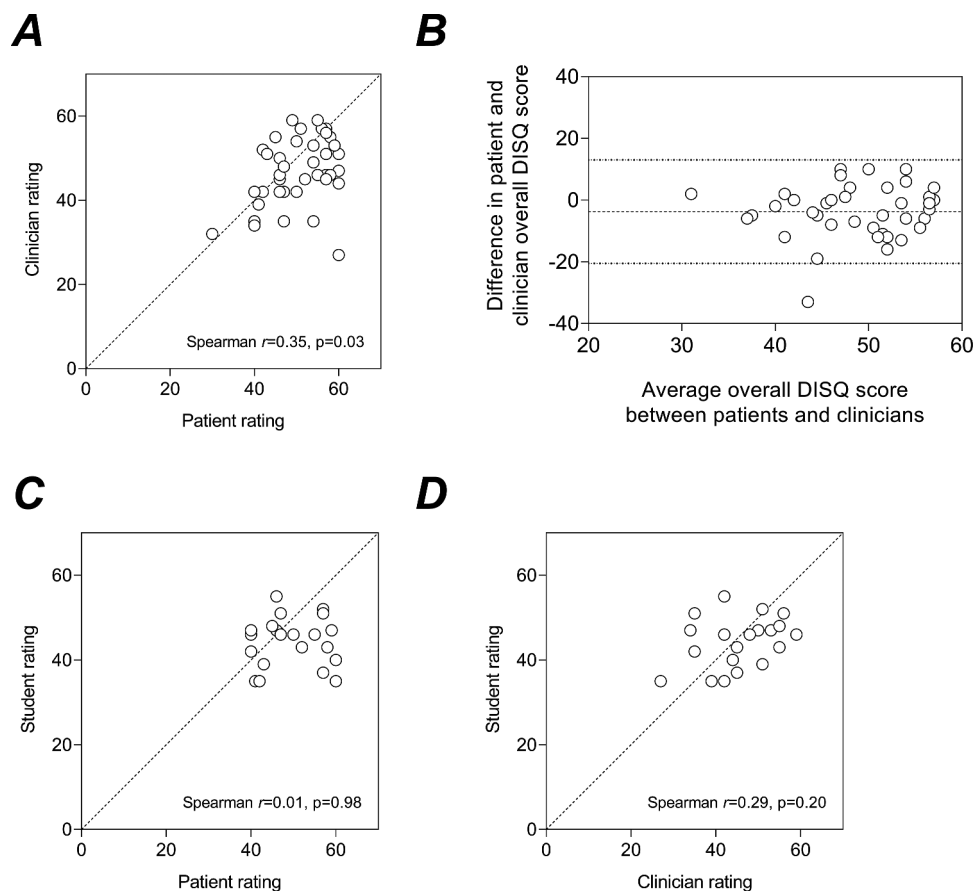 A
Clinician rating
60
40
20
0
0 20 40 60
Spearman r=0.35, p=0.03
Patient rating
B
Difference in patient and
clinician overall DISQ score
40
20
0
-20
-40
20 30 40 50 60
Average overall DISQ score
between patients and clinicians
C
Student rating
60
40
20
0
0 20 40 60
Spearman r=0.01, p=0.98
Patient rating
D
Student rating
60
40
20
0
0 20 40 60
Spearman r=0.29, p=0.20
Clinician rating